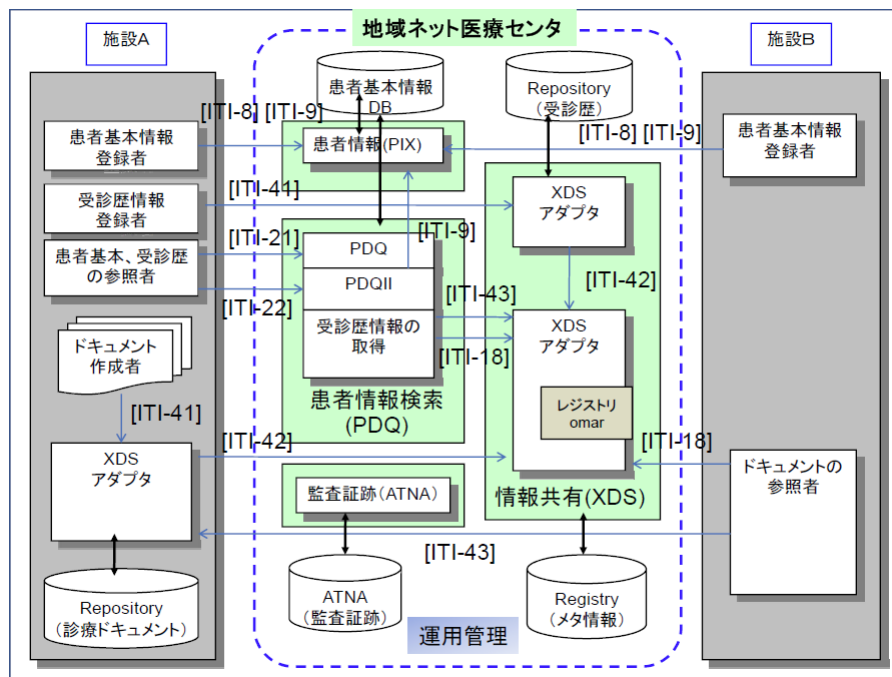 地域ネット医療センタ
施設A
施設B
患者基本情報
DB
Repository
(受診歴)
[ITI-8] [ITI-9]
[ITI-8] [ITI-9]
患者基本情報
登録者
患者情報(PIX)
患者基本情報
登録者
[ITI-41]
受診歴情報
登録者
XDS
アダプタ
[ITI-9]
[ITI-21]
患者基本、受診歴
の参照者
PDQ
PDQII
受診歴情報の
取得
[ITI-42]
[ITI-22]
[ITI-43]
[ITI-18]
XDS
アダプタ
レジストリ
omar
ドキュメント
作成者
患者情報検索
(PDQ)
[ITI-41]
[ITI-42]
[ITI-18]
XDS
アダプタ
ドキュメントの
参照者
監査証跡(ATNA)
情報共有(XDS)
[ITI-43]
Repository
(診療ドキュメント)
ATNA
(監査証跡)
Registry
(メタ情報)
運用管理